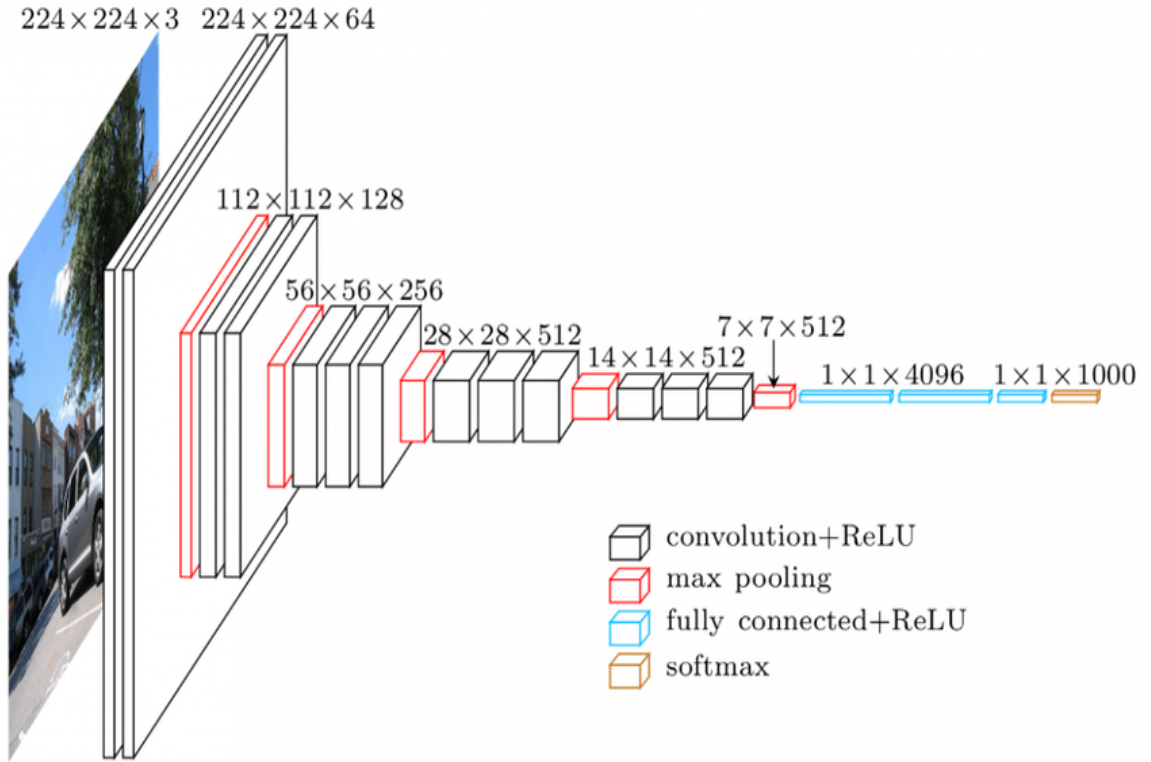 224×224×3
224×224×64
112×112×128
56×56×256
28×28×512
14×14×512
7×7×512
1×1×4096
1×1×1000
convolution+ReLU
max pooling
fully connected+ReLU
softmax